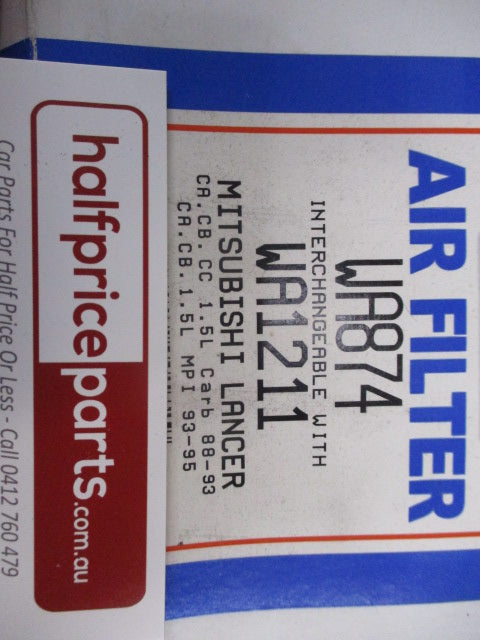 AIR FILTER
WA874
INTERCHANGEABLE WITH
WA1211
MITSUBISHI LANCER
CA.CB.CC 1.5L Carb 88-93
CA.CB.1.5L MPI 93-95
halfpriceparts.com.au
Car Parts For Half Price Or Less - Call 0412 760 479